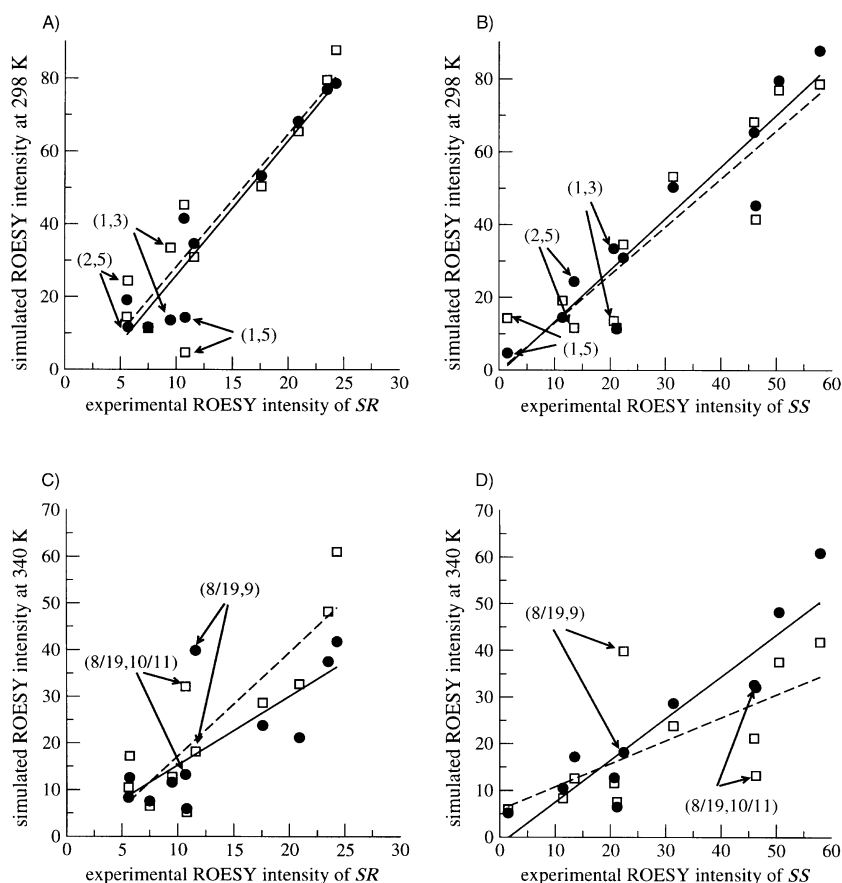 A)
simulated ROESY intensity at 298 K
80
60
40
20
0
(1,3)
(2,5)
(1,5)
0 5 10 15 20 25 30
experimental ROESY intensity of SR
B)
simulated ROESY intensity at 298 K
80
60
40
20
0
(1,3)
(2,5)
(1,5)
0 10 20 30 40 50 60
experimental ROESY intensity of SS
C)
simulated ROESY intensity at 340 K
70
60
50
40
30
20
10
0
(8/19,9)
(8/19,10/11)
0 5 10 15 20 25 30
experimental ROESY intensity of SR
D)
simulated ROESY intensity at 340 K
70
60
50
40
30
20
10
0
(8/19,9)
(8/19,10/11)
0 10 20 30 40 50 60
experimental ROESY intensity of SS